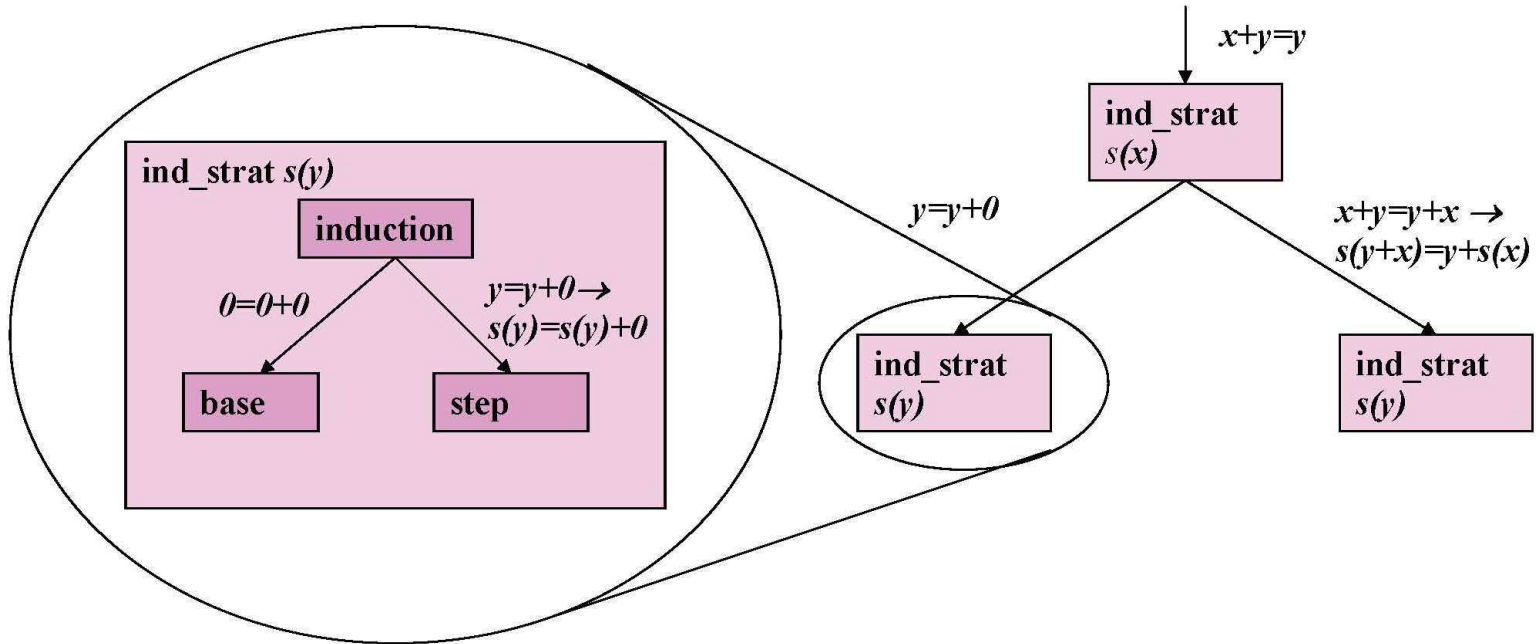 x+y=y
ind_strat
s(x)
y=y+0
x+y=y+x →
s(y+x)=y+s(x)
ind_strat
s(y)
ind_strat
s(y)
ind_strat s(y)
induction
0=0+0
y=y+0→
s(y)=s(y)+0
base
step